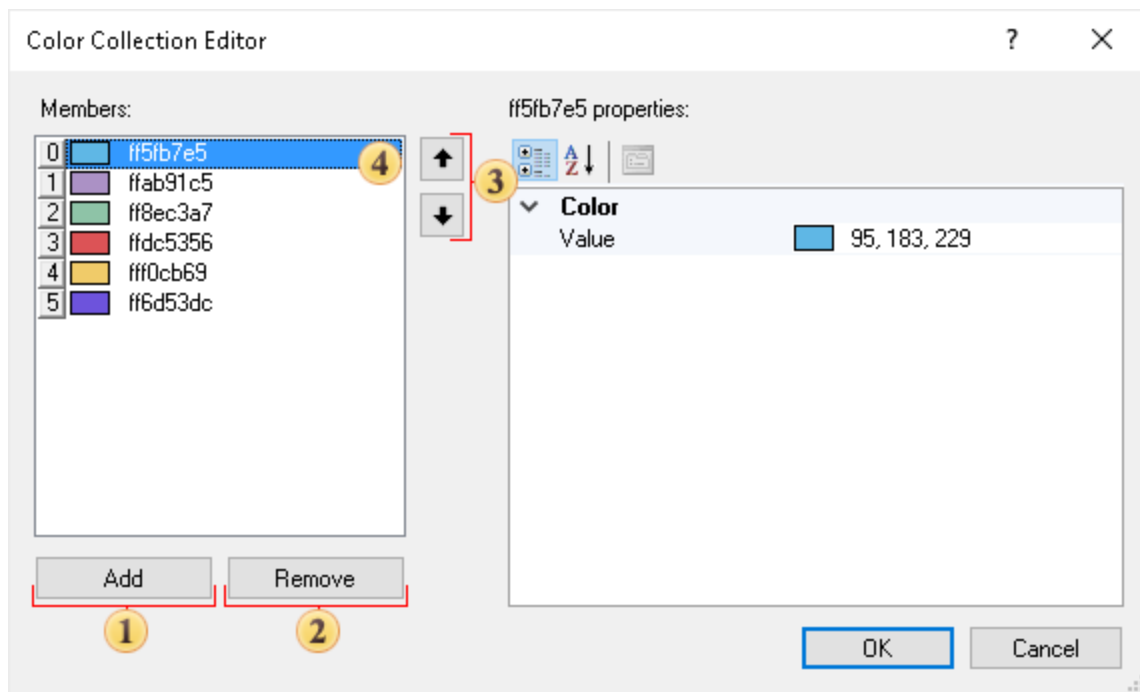 Color Collection Editor ?
Members:
0 ff5fb7e5 4
1 ffab91c5
2 ff8ec3a7
3 ffdc5356
4 fff0cb69
5 ff6d53dc
3
Add Remove
1 2
ff5fb7e5 properties:
A
Z
Color
Value 95, 183, 229
OK Cancel